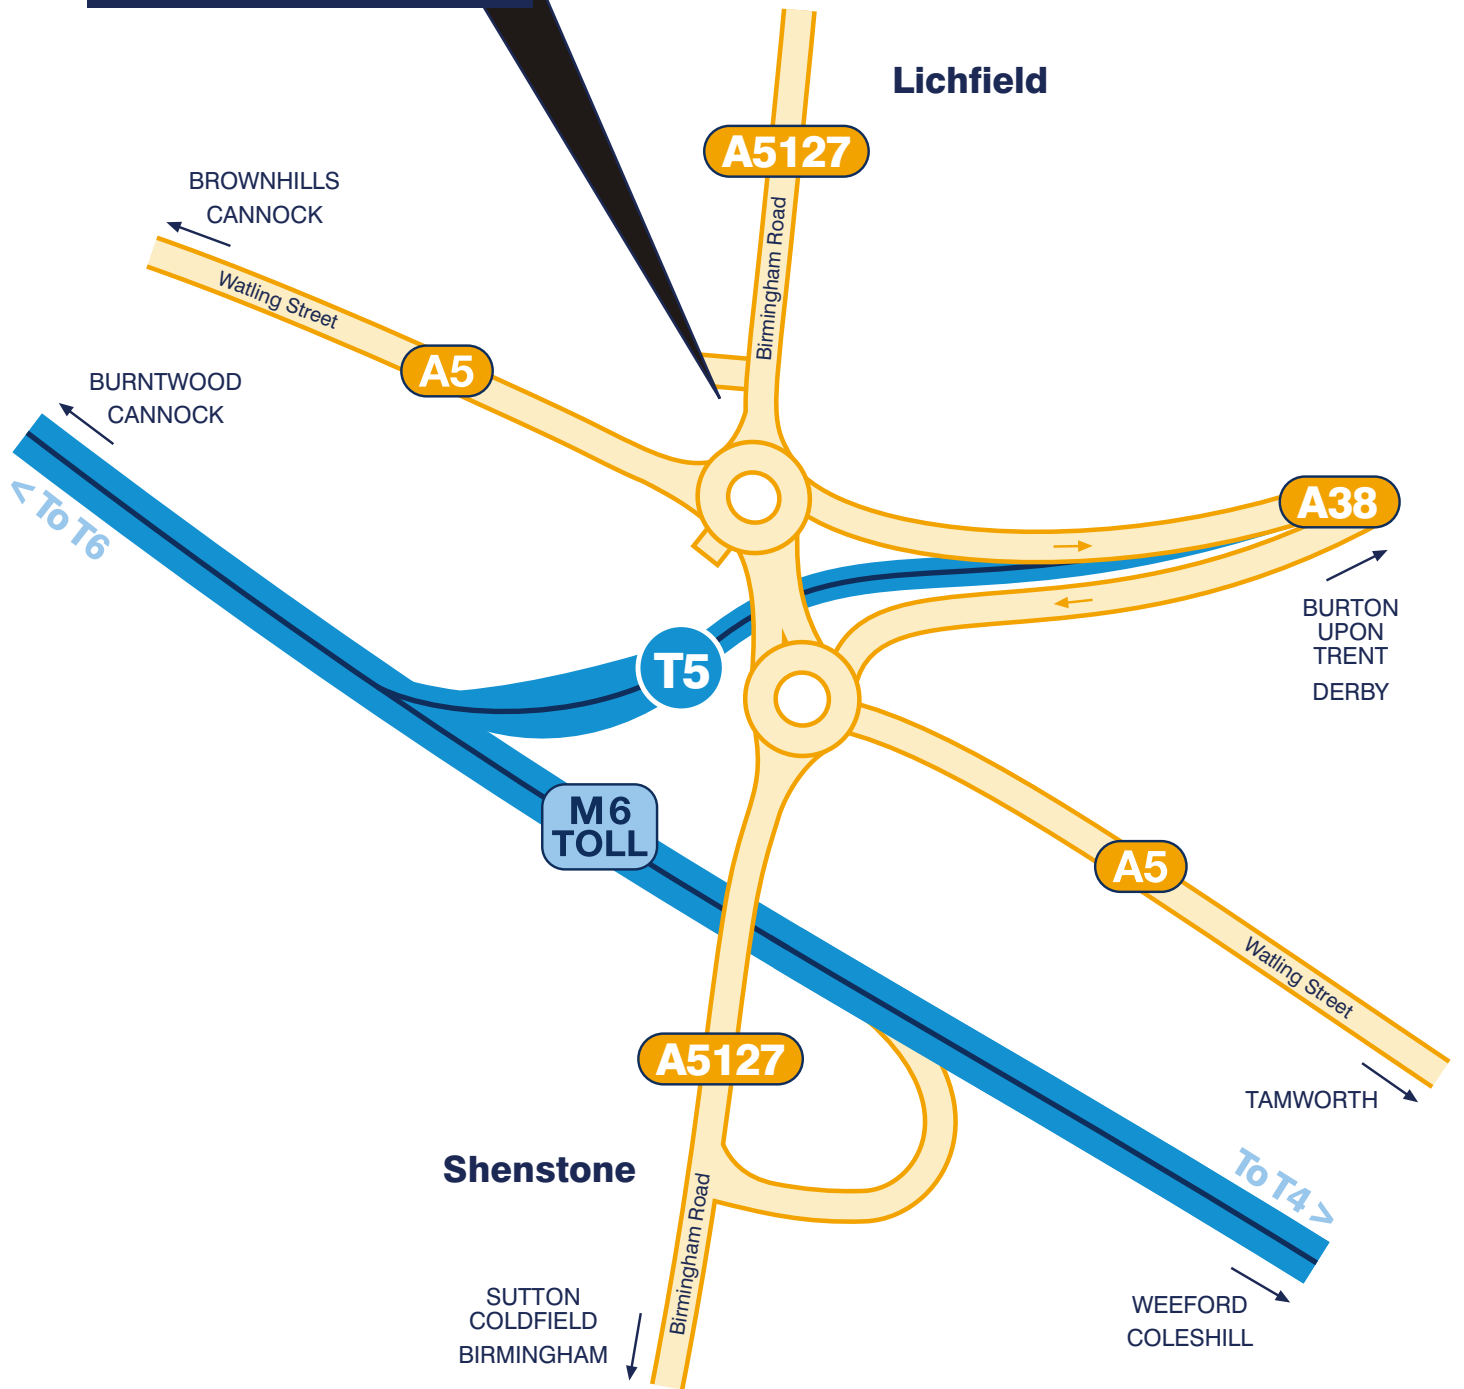 Lichfield
A5127
BROWNHILLS
CANNOCK
Birmingham Road
Watling Street
A5
BURNTWOOD
CANNOCK
< To T6
A38
BURTON
UPON
TRENT
DERBY
T5
M6
TOLL
A5
Watling Street
A5127
TAMWORTH
Shenstone
To T4 >
Birmingham Road
SUTTON
COLDFIELD
BIRMINGHAM
WEEFORD
COLESHILL